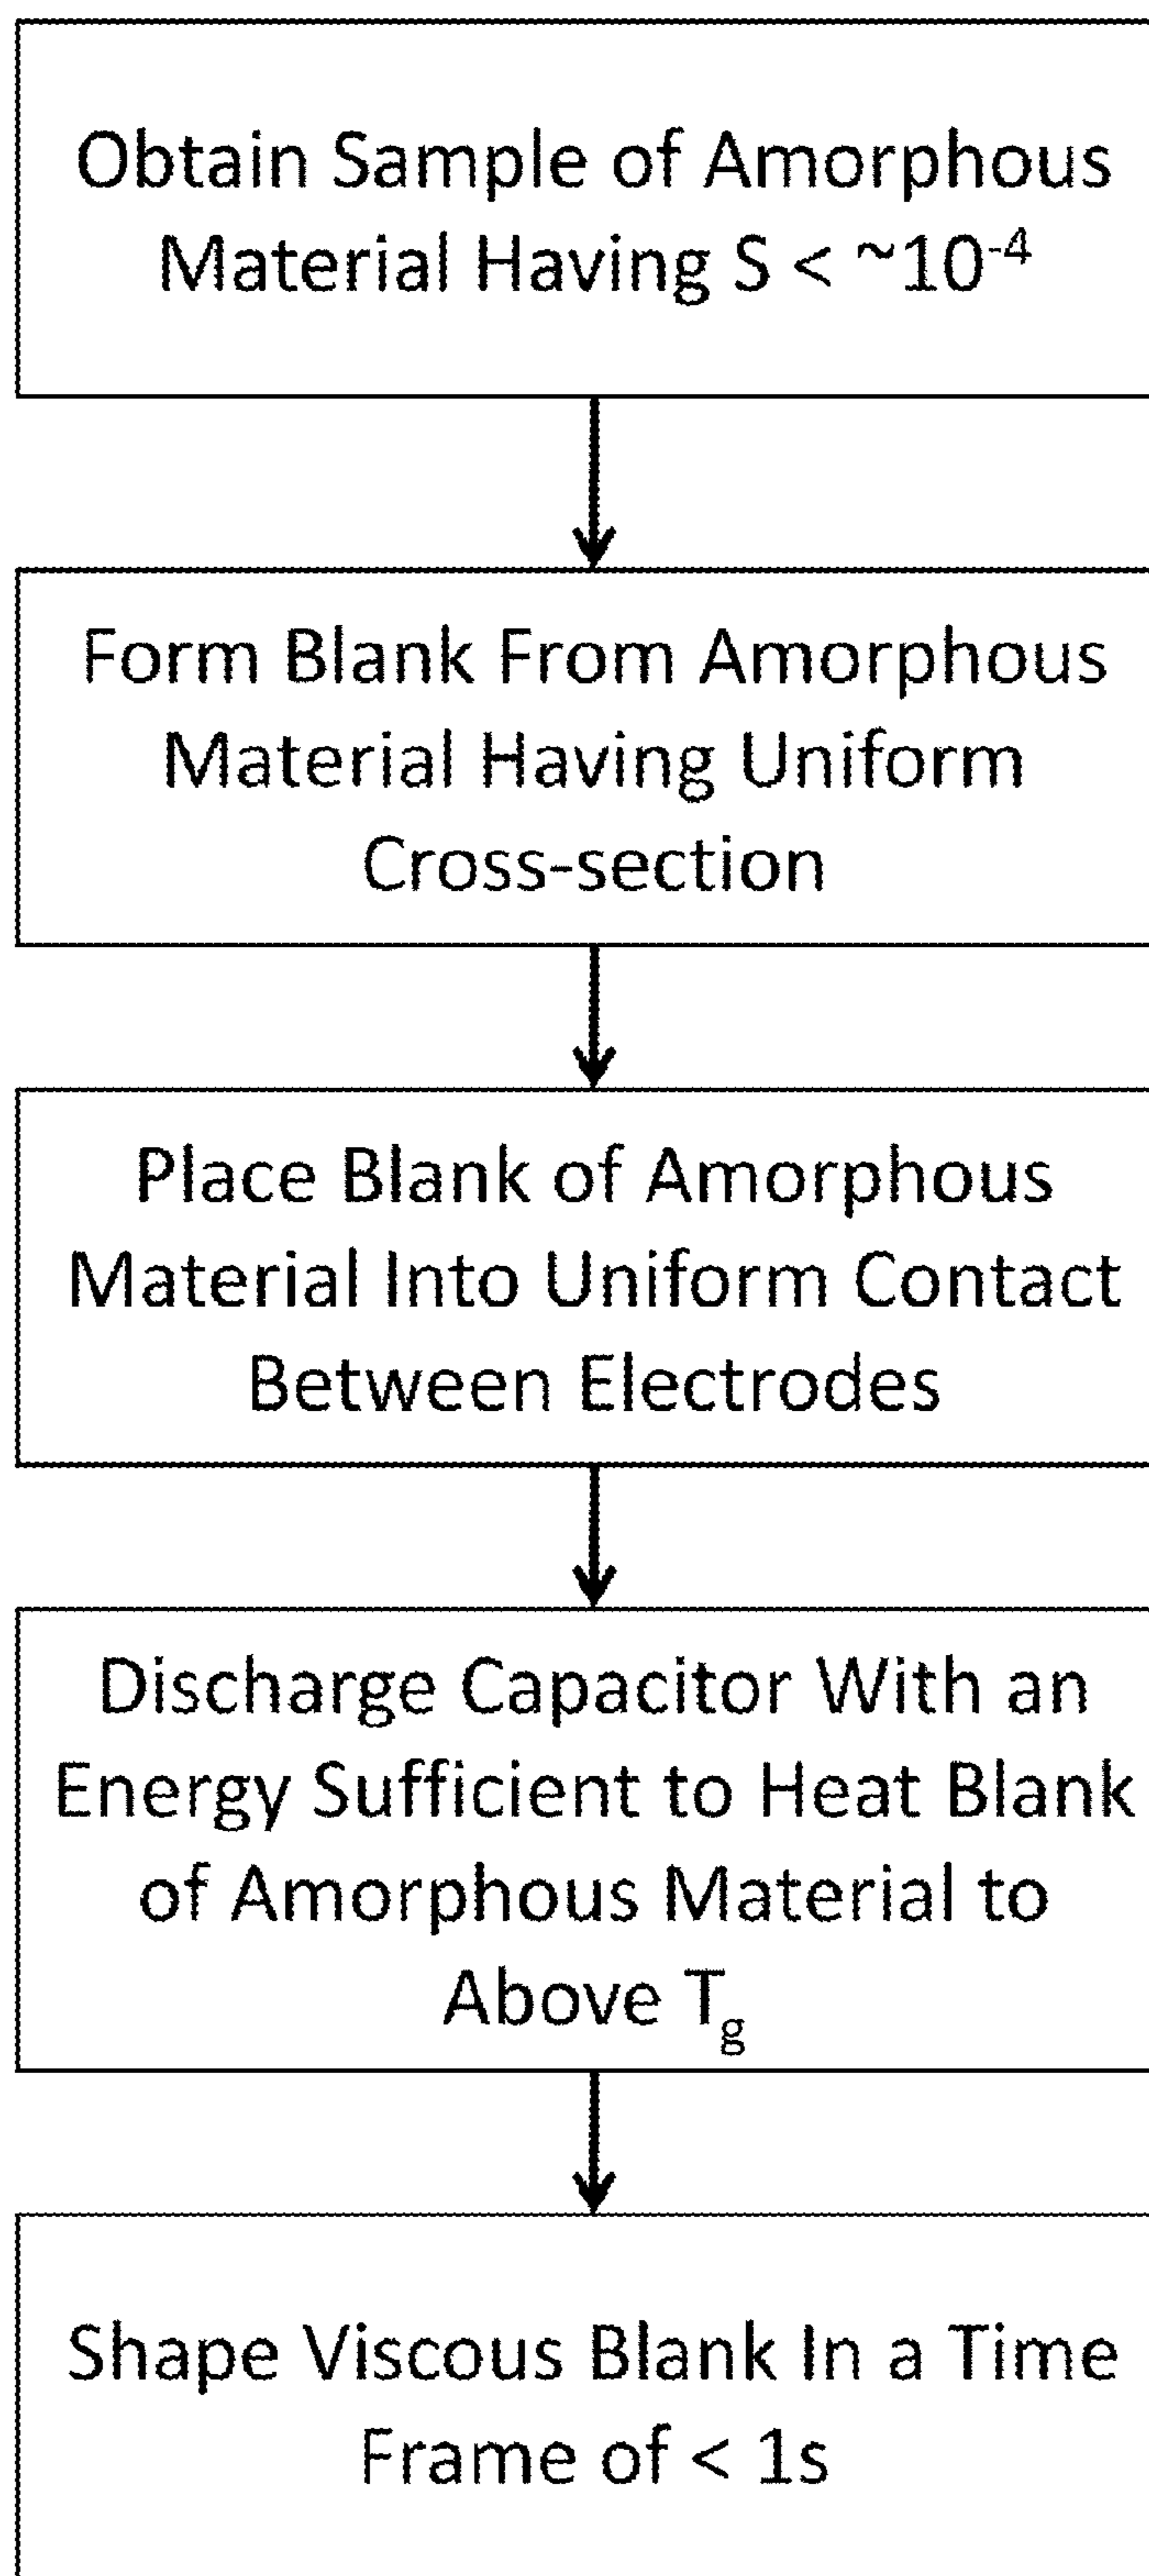 Obtain Sample of Amorphous
Material Having S < ~10⁻⁴
Form Blank From Amorphous
Material Having Uniform
Cross-section
Place Blank of Amorphous
Material Into Uniform Contact
Between Electrodes
Discharge Capacitor With an
Energy Sufficient to Heat Blank
of Amorphous Material to
Above Tg
Shape Viscous Blank In a Time
Frame of < 1s